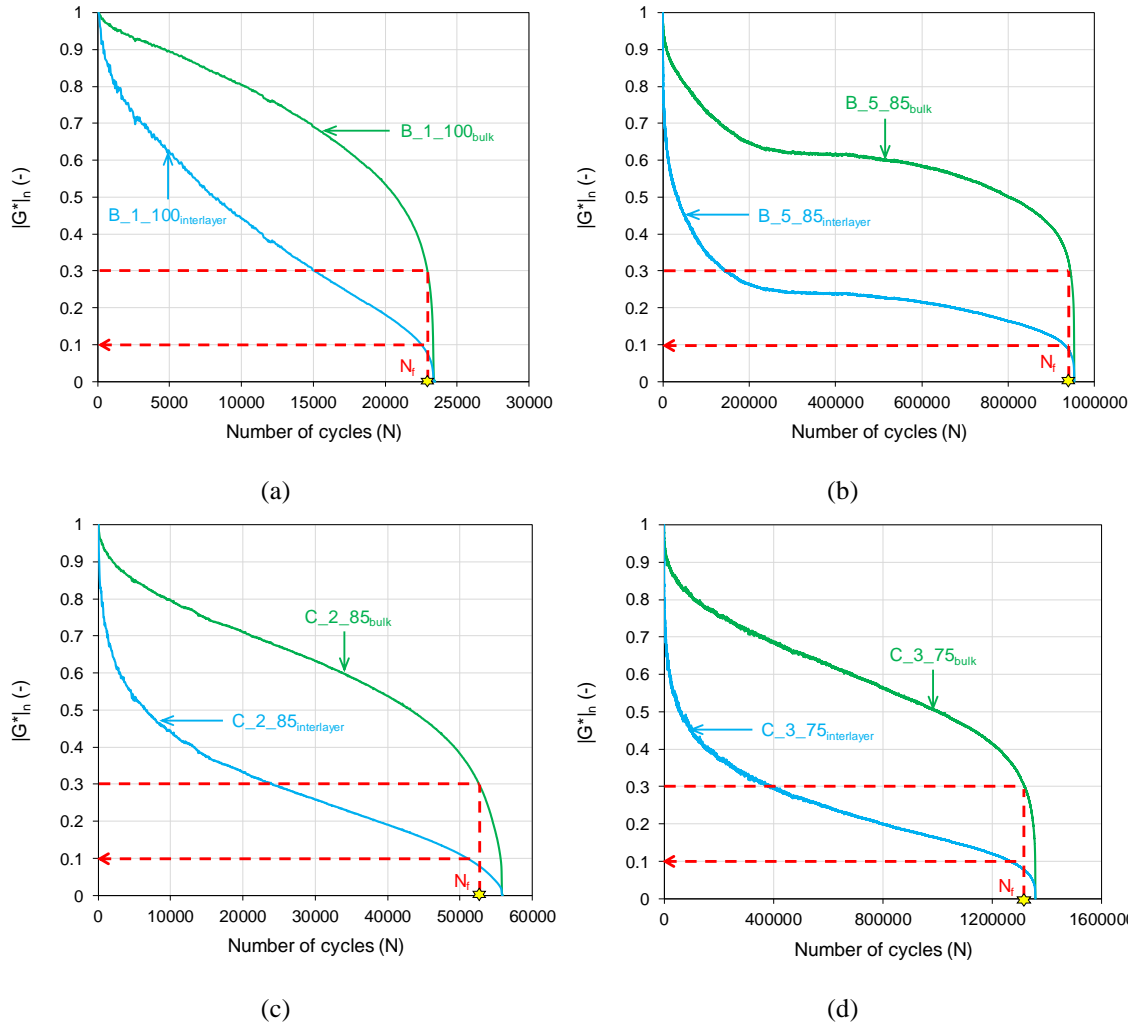 1
0.9
0.8
0.7
0.6
0.5
0.4
0.3
0.2
0.1
0
|G*|n (-)
B_1_100bulk
B_1_100interlayer
Nf
0 5000 10000 15000 20000 25000 30000
Number of cycles (N)
(a)
1
0.9
0.8
0.7
0.6
0.5
0.4
0.3
0.2
0.1
0
|G*|n (-)
B_5_85bulk
B_5_85interlayer
Nf
0 200000 400000 600000 800000 1000000
Number of cycles (N)
(b)
1
0.9
0.8
0.7
0.6
0.5
0.4
0.3
0.2
0.1
0
|G*|n (-)
C_2_85bulk
C_2_85interlayer
Nf
0 10000 20000 30000 40000 50000 60000
Number of cycles (N)
(c)
1
0.9
0.8
0.7
0.6
0.5
0.4
0.3
0.2
0.1
0
|G*|n (-)
C_3_75bulk
C_3_75interlayer
Nf
0 400000 800000 1200000 1600000
Number of cycles (N)
(d)